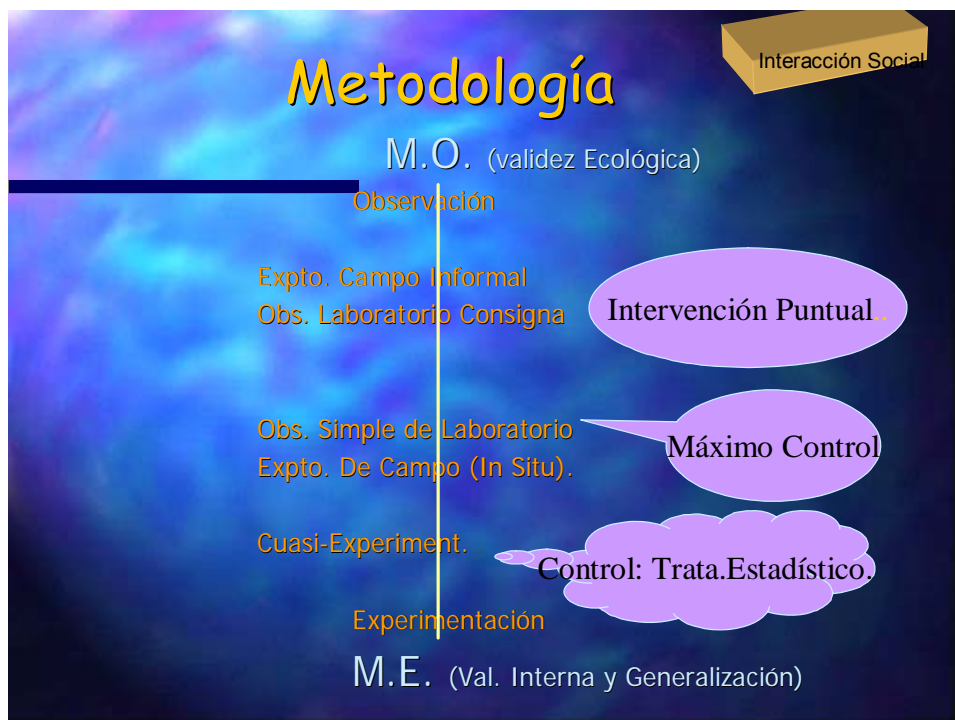 Interacción Social
Metodología
M.O. (validez Ecológica)
Observación
Expto. Campo Informal
Obs. Laboratorio Consigna
Intervención Puntual..
Obs. Simple de Laboratorio
Máximo Control
Expto. De Campo (In Situ).
Cuasi-Experiment.
Control: Trata.Estadístico.
Experimentación
M.E. (Val. Interna y Generalización)